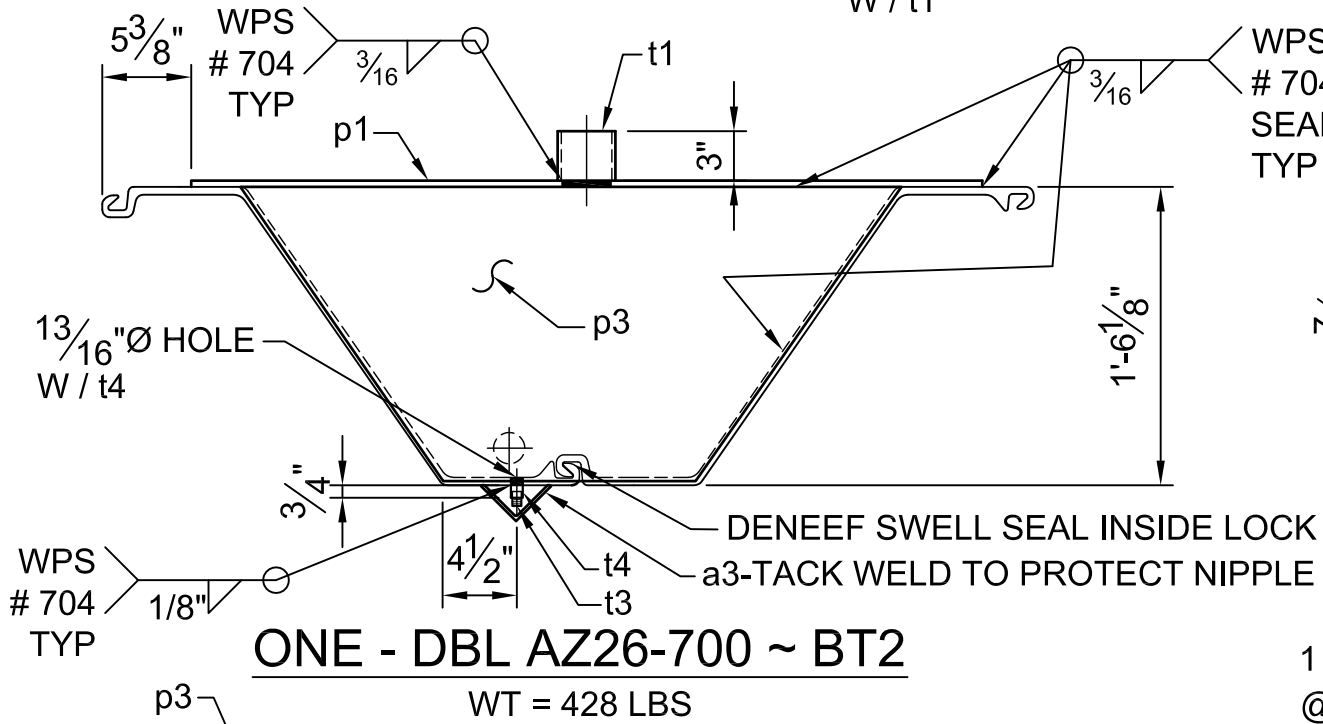 W / t1
5 3/8"
WPS
# 704
TYP
3/16
t1
3"
3/16
WPS
# 704
SEAL
TYP
p1
p3
13/16"Ø HOLE
W / t4
1'-6 1/8"
3/4"
4 1/2"
DENEEF SWELL SEAL INSIDE LOCK
t4
a3-TACK WELD TO PROTECT NIPPLE
t3
WPS
# 704
TYP
1/8"
ONE - DBL AZ26-700 ~ BT2
WT = 428 LBS
p3
1
@